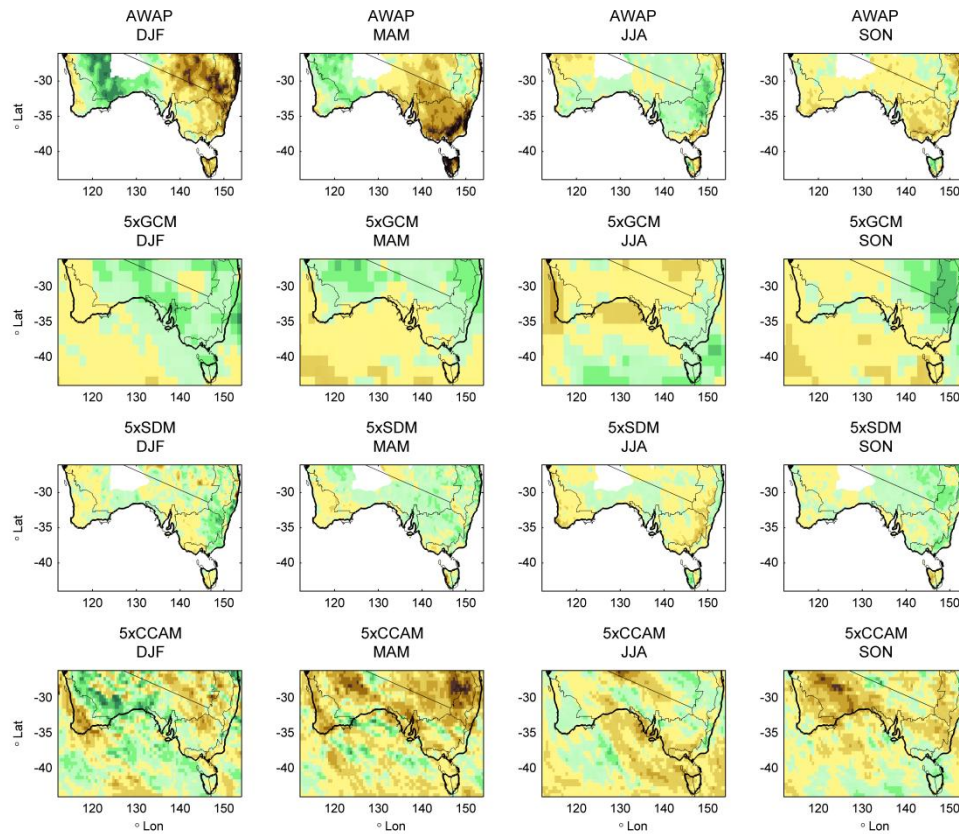 AWAP AWAP AWAP AWAP
DJF MAM JJA SON
-30
-35
-40
° Lat
120 130 140 150 120 130 140 150 120 130 140 150 120 130 140 150
5xGCM 5xGCM 5xGCM 5xGCM
DJF MAM JJA SON
-30
-35
-40
° Lat
120 130 140 150 120 130 140 150 120 130 140 150 120 130 140 150
5xSDM 5xSDM 5xSDM 5xSDM
DJF MAM JJA SON
-30
-35
-40
° Lat
120 130 140 150 120 130 140 150 120 130 140 150 120 130 140 150
5xCCAM 5xCCAM 5xCCAM 5xCCAM
DJF MAM JJA SON
-30
-35
-40
° Lat
120 130 140 150 120 130 140 150 120 130 140 150 120 130 140 150
° Lon ° Lon ° Lon ° Lon